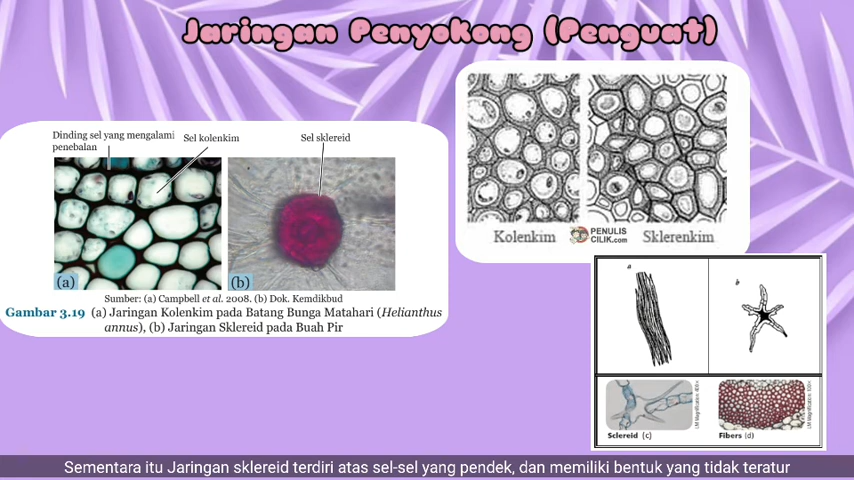 Jaringan Penyokong (Penguat)
Dinding sel yang mengalami
penebalan
Sel kolenkim
Sel sklereid
(a)
(b)
Sumber: (a) Campbell et al. 2008. (b) Dok. Kemdikbud
Gambar 3.19 (a) Jaringan Kolenkim pada Batang Bunga Matahari (Helianthus
annus), (b) Jaringan Sklereid pada Buah Pir
Kolenkim
PENULIS
CILIK.com
Sklerenkim
a
b
Sclereid (c)
Fibers (d)
Sementara itu Jaringan sklereid terdiri atas sel-sel yang pendek, dan memiliki bentuk yang tidak teratur